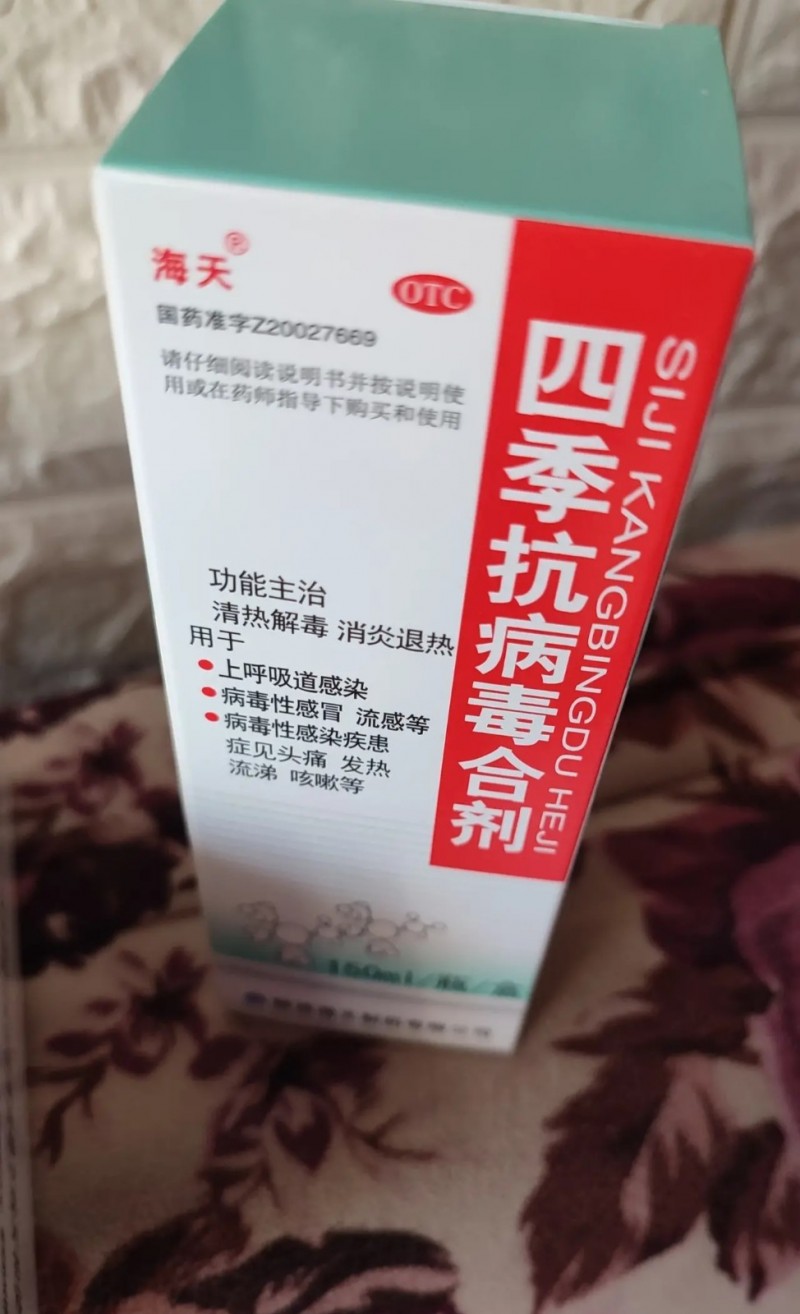 海天®
OTC
国药准字Z20027669
请仔细阅读说明书并按说明使
用或在药师指导下购买和使用
四季抗病毒合剂
SIJI KANGBINGDU HEJI
功能主治
清热解毒 消炎退热
用于
●上呼吸道感染
●病毒性感冒 流感等
●病毒性感染疾患
症见头痛 发热
流涕 咳嗽等
150ml/瓶/盒